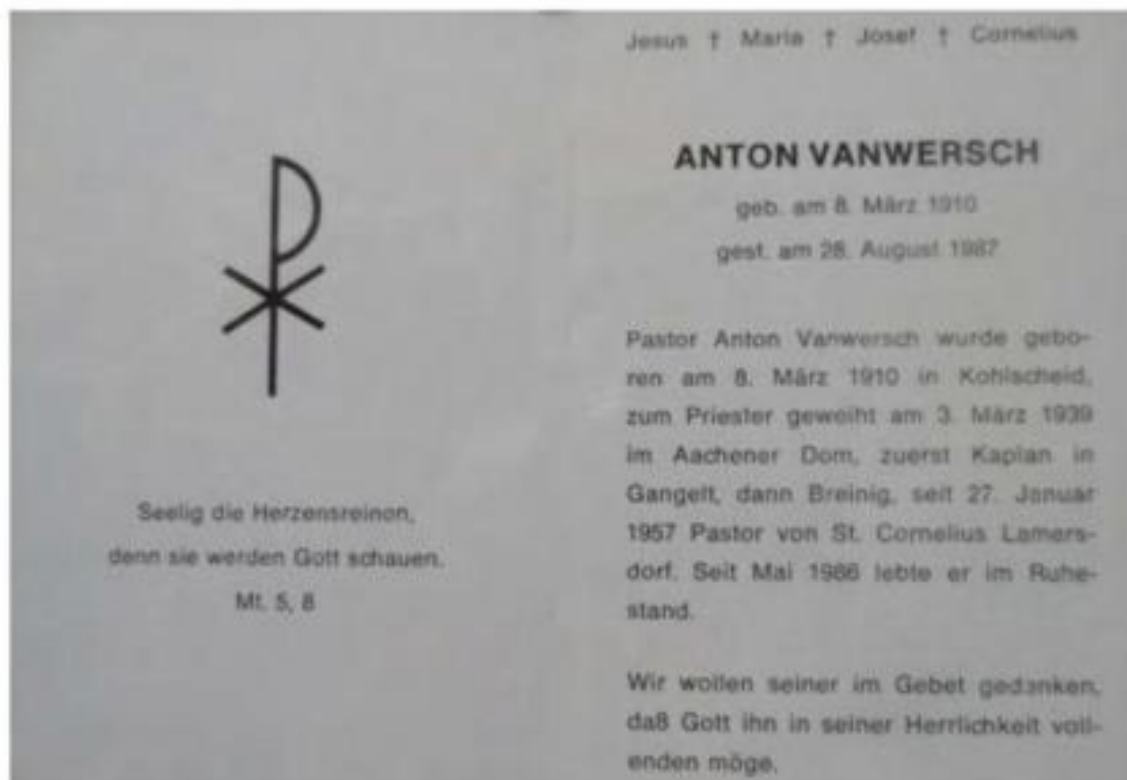 Seelig die Herzensreinon,
denn sie werden Gott schauen.
Mt. 5, 8
Jesus † Maria † Josef † Cornelius
ANTON VANWERSCH
geb. am 8. März 1910
gest. am 28. August 1987
Pastor Anton Vanwersch wurde gebo-
ren am 8. März 1910 in Kohlscheid,
zum Priester geweiht am 3. März 1939
im Aachener Dom, zuerst Kaplan in
Gangelt, dann Breinig, seit 27. Januar
1957 Pastor von St. Cornelius Lamers-
dorf. Seit Mai 1986 lebte er im Ruhe-
stand.
Wir wollen seiner im Gebet gedenken,
daß Gott ihn in seiner Herrlichkeit voll-
enden möge.